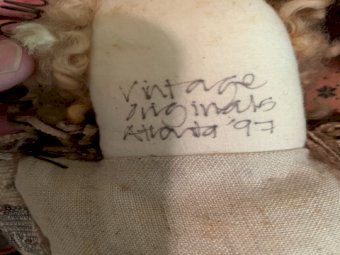 Vintage
Originals
Atlanta '97